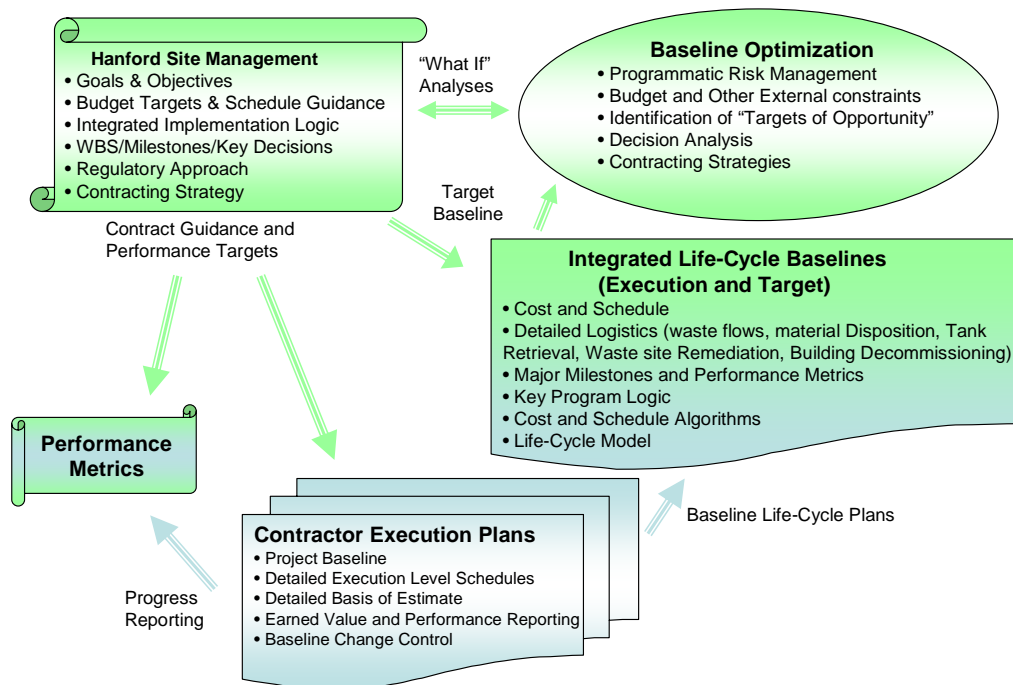 Hanford Site Management
• Goals & Objectives
• Budget Targets & Schedule Guidance
• Integrated Implementation Logic
• WBS/Milestones/Key Decisions
• Regulatory Approach
• Contracting Strategy
“What If”
Analyses
Baseline Optimization
• Programmatic Risk Management
• Budget and Other External constraints
• Identification of “Targets of Opportunity”
• Decision Analysis
• Contracting Strategies
Target
Baseline
Contract Guidance and
Performance Targets
Integrated Life-Cycle Baselines
(Execution and Target)
• Cost and Schedule
• Detailed Logistics (waste flows, material Disposition, Tank
Retrieval, Waste site Remediation, Building Decommissioning)
• Major Milestones and Performance Metrics
• Key Program Logic
• Cost and Schedule Algorithms
• Life-Cycle Model
Performance
Metrics
Contractor Execution Plans
• Project Baseline
• Detailed Execution Level Schedules
• Detailed Basis of Estimate
• Earned Value and Performance Reporting
• Baseline Change Control
Baseline Life-Cycle Plans
Progress
Reporting